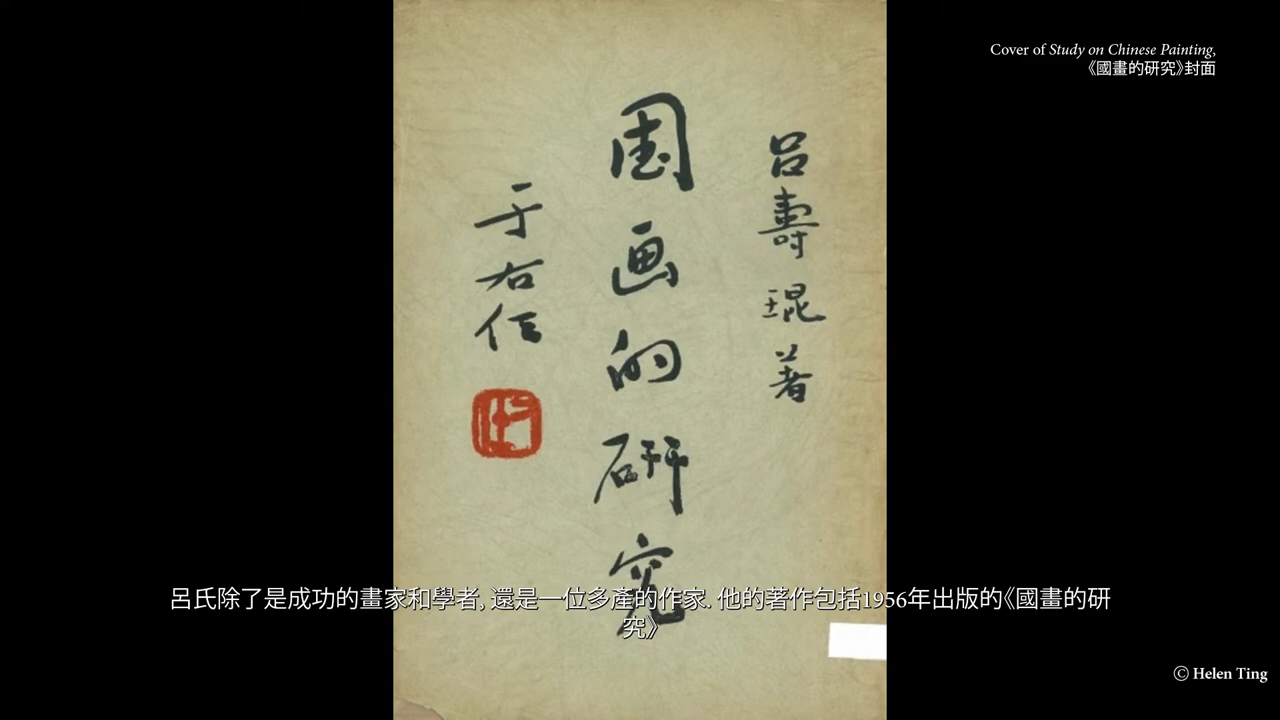 Cover of Study on Chinese Painting,
《國畫的研究》封面
呂壽琨著
国画的研究
于右任
呂氏除了是成功的畫家和學者, 還是一位多產的作家. 他的著作包括1956年出版的《國畫的研
究》
Ⓒ Helen Ting